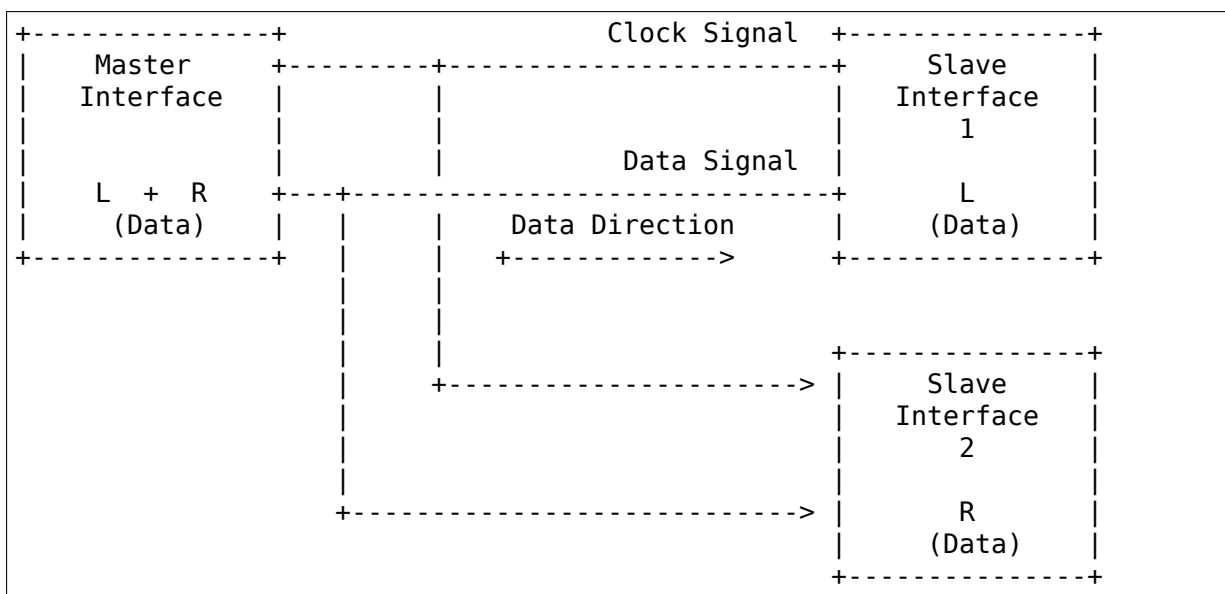 Clock Signal
Master Slave
Interface Interface
1
Data Signal
L + R L
(Data) Data Direction (Data)
Slave
Interface
2
R
(Data)